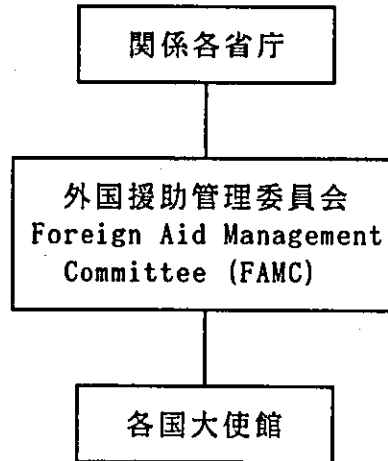 関係各省庁
外国援助管理委員会
Foreign Aid Management
Committee (FAMC)
各国大使館